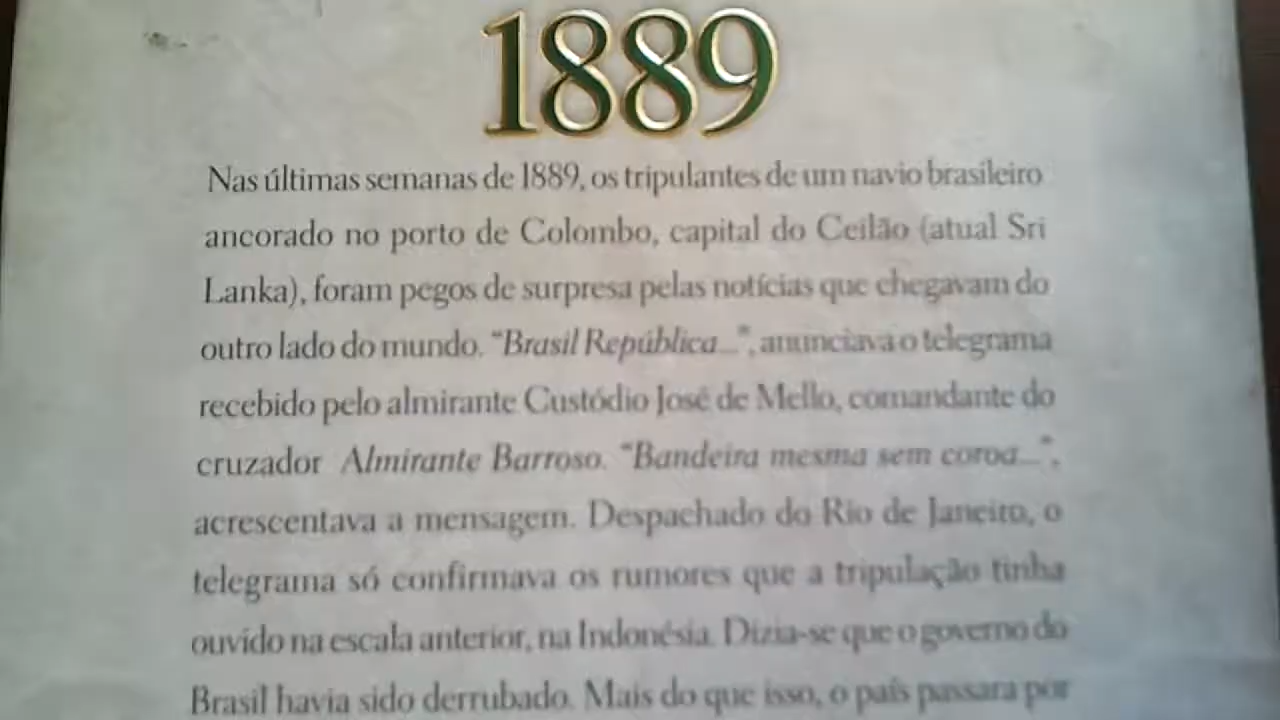 1889
Nas últimas semanas de 1889, os tripulantes de um navio brasileiro
ancorado no porto de Colombo, capital do Ceilão (atual Sri
Lanka), foram pegos de surpresa pelas notícias que chegavam do
outro lado do mundo. “Brasil República...”, anunciava o telegrama
recebido pelo almirante Custódio José de Mello, comandante do
cruzador Almirante Barroso. “Bandeira mesma sem coroa...”,
acrescentava a mensagem. Despachado do Rio de Janeiro, o
telegrama só confirmava os rumores que a tripulação tinha
ouvido na escala anterior, na Indonésia. Dizia-se que o governo do
Brasil havia sido derrubado. Mais do que isso, o país passara por